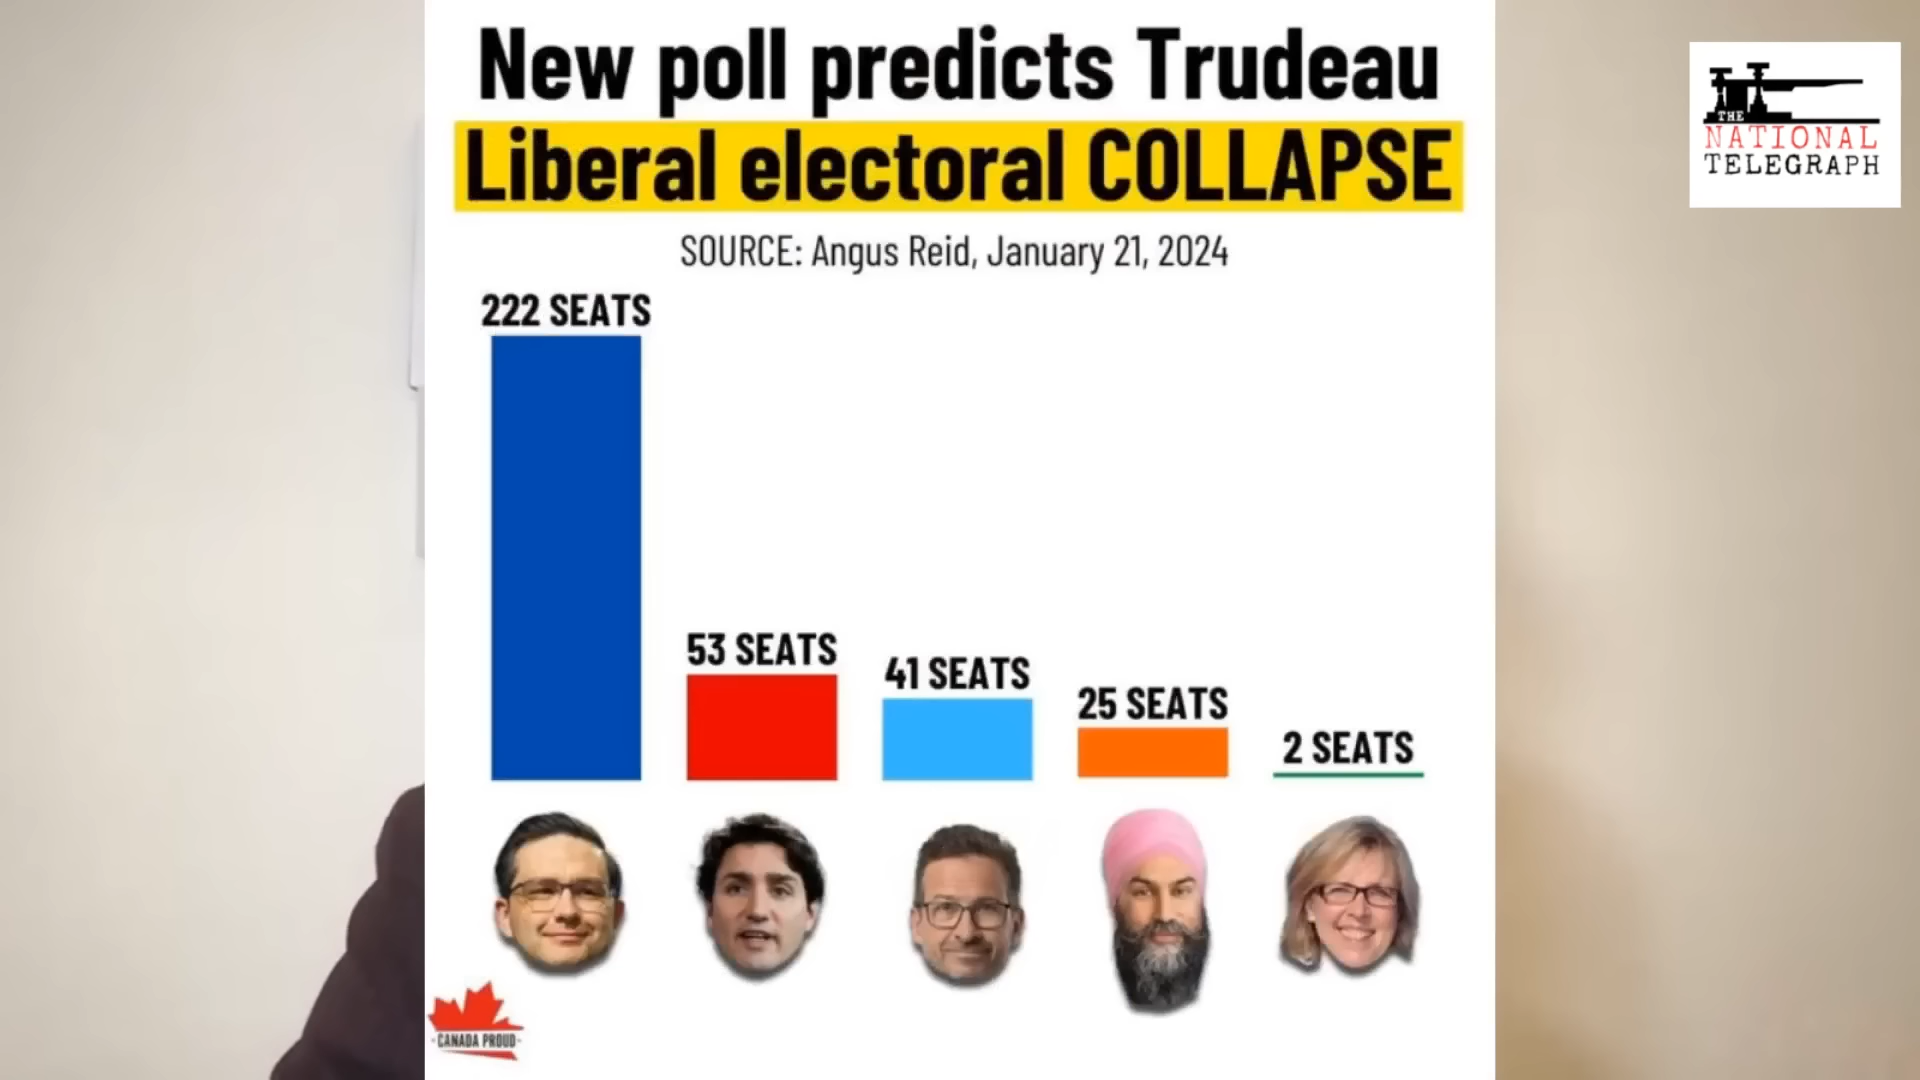 New poll predicts Trudeau
Liberal electoral COLLAPSE
SOURCE: Angus Reid, January 21, 2024
222 SEATS
53 SEATS
41 SEATS
25 SEATS
2 SEATS
-CANADA PROUD-
THE
NATIONAL
TELEGRAPH